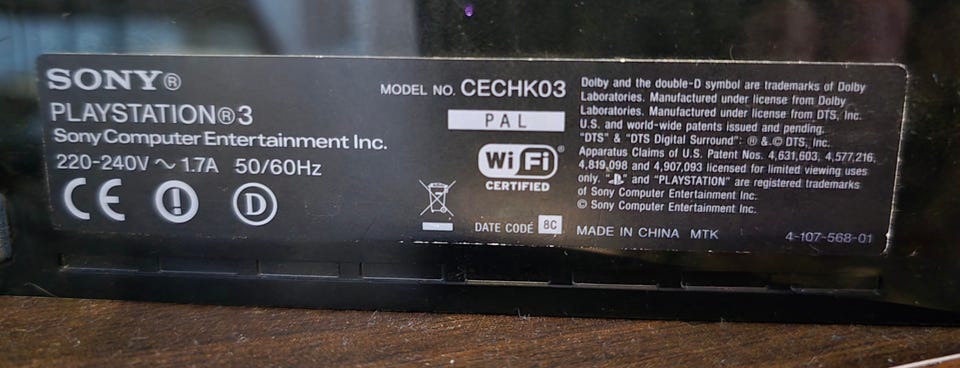 SONY®
PLAYSTATION®3
Sony Computer Entertainment Inc.
220-240V ~ 1.7A 50/60Hz
CE
D
MODEL NO. CECHK03
PAL
Wi Fi®
CERTIFIED
DATE CODE 8C
Dolby and the double-D symbol are trademarks of Dolby
Laboratories. Manufactured under license from Dolby
Laboratories. Manufactured under license from DTS, Inc.
U.S. and world-wide patents issued and pending.
"DTS" & "DTS Digital Surround": ® &.© DTS, Inc.
Apparatus Claims of U.S. Patent Nos. 4,631,603, 4,577,216,
4,819,098 and 4,907,093 licensed for limited viewing uses
only. " " and "PLAYSTATION" are registered trademarks
of Sony Computer Entertainment Inc.
© Sony Computer Entertainment Inc.
MADE IN CHINA MTK
4-107-568-01